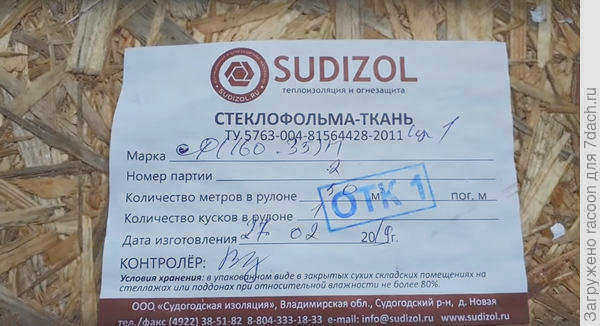 SUDIZOL
SUDIZOL.RU
теплоизоляция и огнезащита
СТЕКЛОФОЛЬМА-ТКАНЬ
ТУ 5763-004-81564428-2011 1
Марка
Номер партии 2
Количество метров в рулоне м² пог. м
Количество кусков в рулоне 1
ОТК 1
Дата изготовления 27 02 2019г.
КОНТРОЛЁР:
Условия хранения: в упакованном виде в закрытых сухих складских помещениях на
стеллажах или поддонах при относительной влажности не более 80%.
ООО «Судогодская изоляция», Владимирская обл., Судогодский р-н, д. Новая
тел./факс (4922) 38-51-82 8-804-333-18-33 e-mail: info@sudizol.ru www.sudizol.ru
Загружено racoon для 7dach.ru